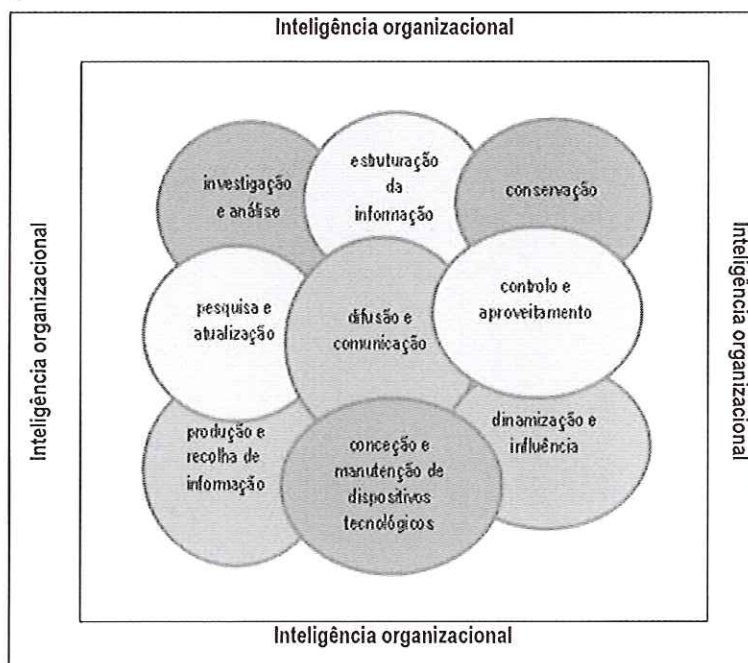 Inteligência organizacional
Inteligência organizacional
investigação
e análise
estruturação
da
informação
conservação
pesquisa e
atualização
difusão e
comunicação
controlo e
aproveitamento
produção e
recolha de
informação
conceção e
manutenção de
dispositivos
tecnológicos
dinamização e
influência
Inteligência organizacional
Inteligência organizacional